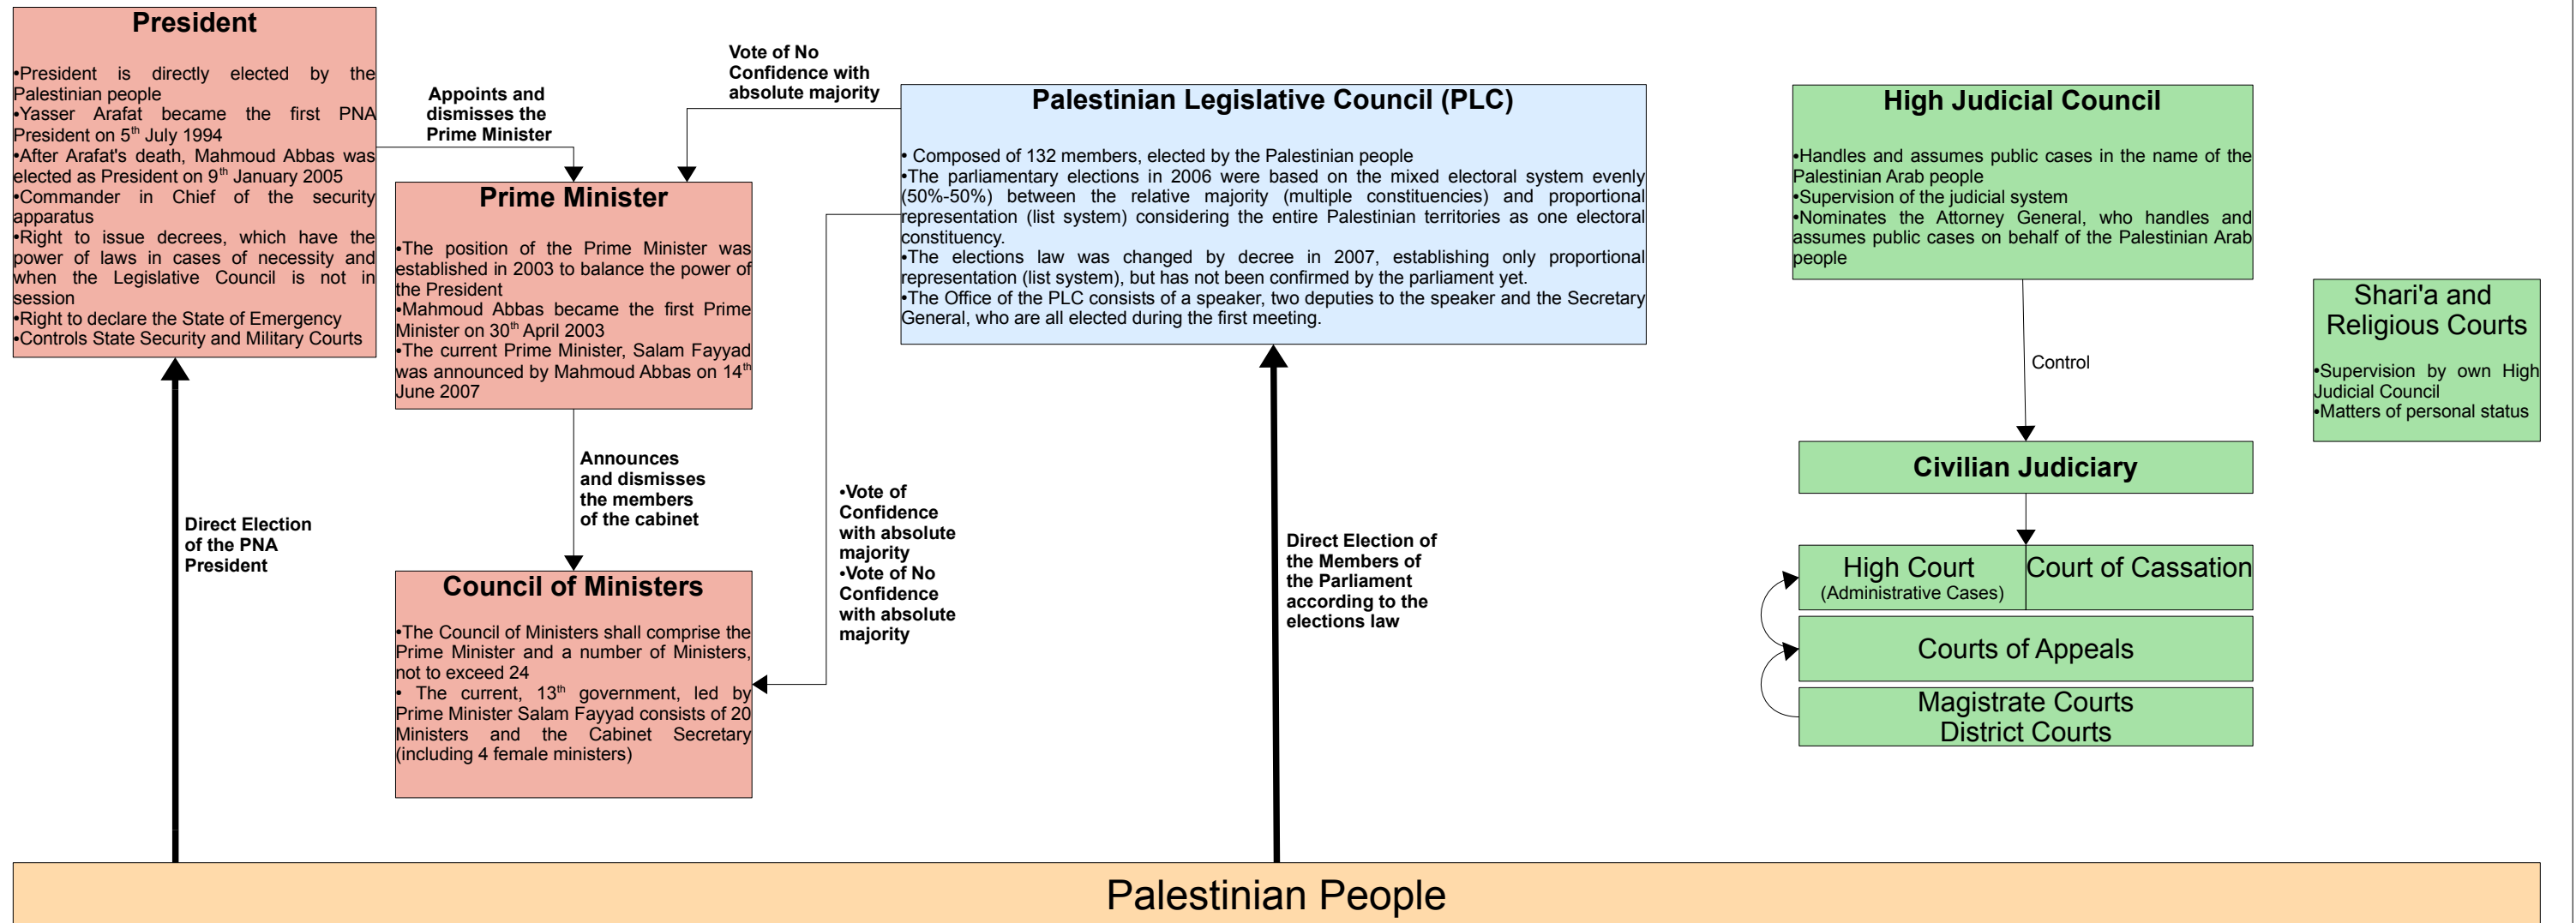 President
•President is directly elected by the
Palestinian people
•Yasser Arafat became the first PNA
President on 5th July 1994
•After Arafat's death, Mahmoud Abbas was
elected as President on 9th January 2005
•Commander in Chief of the security
apparatus
•Right to issue decrees, which have the
power of laws in cases of necessity and
when the Legislative Council is not in
session
•Right to declare the State of Emergency
•Controls State Security and Military Courts
Appoints and
dismisses the
Prime Minister
Vote of No
Confidence with
absolute majority
Prime Minister
•The position of the Prime Minister was
established in 2003 to balance the power of
the President
•Mahmoud Abbas became the first Prime
Minister on 30th April 2003
•The current Prime Minister, Salam Fayyad
was announced by Mahmoud Abbas on 14th
June 2007
Announces
and dismisses
the members
of the cabinet
Council of Ministers
•The Council of Ministers shall comprise the
Prime Minister and a number of Ministers,
not to exceed 24
• The current, 13th government, led by
Prime Minister Salam Fayyad consists of 20
Ministers and the Cabinet Secretary
(including 4 female ministers)
Palestinian Legislative Council (PLC)
• Composed of 132 members, elected by the Palestinian people
•The parliamentary elections in 2006 were based on the mixed electoral system evenly
(50%-50%) between the relative majority (multiple constituencies) and proportional
representation (list system) considering the entire Palestinian territories as one electoral
constituency.
•The elections law was changed by decree in 2007, establishing only proportional
representation (list system), but has not been confirmed by the parliament yet.
•The Office of the PLC consists of a speaker, two deputies to the speaker and the Secretary
General, who are all elected during the first meeting.
•Vote of
Confidence
with absolute
majority
•Vote of No
Confidence
with absolute
majority
High Judicial Council
•Handles and assumes public cases in the name of the
Palestinian Arab people
•Supervision of the judicial system
•Nominates the Attorney General, who handles and
assumes public cases on behalf of the Palestinian Arab
people
Control
Civilian Judiciary
High Court
(Administrative Cases)
Court of Cassation
Courts of Appeals
Magistrate Courts
District Courts
Shari'a and
Religious Courts
•Supervision by own High
Judicial Council
•Matters of personal status
Direct Election
of the PNA
President
Direct Election of
the Members of
the Parliament
according to the
elections law
Palestinian People